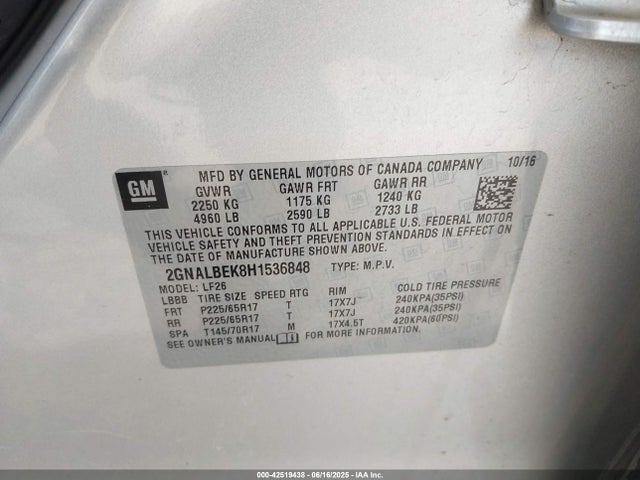 GM
MFD BY GENERAL MOTORS OF CANADA COMPANY 10/16
GVWR GAWR FRT GAWR RR
2250 KG 1175 KG 1240 KG
4960 LB 2590 LB 2733 LB
THIS VEHICLE CONFORMS TO ALL APPLICABLE U.S. FEDERAL MOTOR
VEHICLE SAFETY AND THEFT PREVENTION STANDARDS IN EFFECT ON
THE DATE OF MANUFACTURE SHOWN ABOVE.
2GNALBEK8H1536848 TYPE: M.P.V.
MODEL: LF26
LBBB TIRE SIZE SPEED RTG RIM COLD TIRE PRESSURE
FRT P225/65R17 T 17X7J 240KPA(35PSI)
RR P225/65R17 T 17X7J 240KPA(35PSI)
SPA T145/70R17 M 17X4.5T 420KPA(60PSI)
SEE OWNER'S MANUAL FOR MORE INFORMATION.
000-42519438 - 06/16/2025 - IAAI.COM